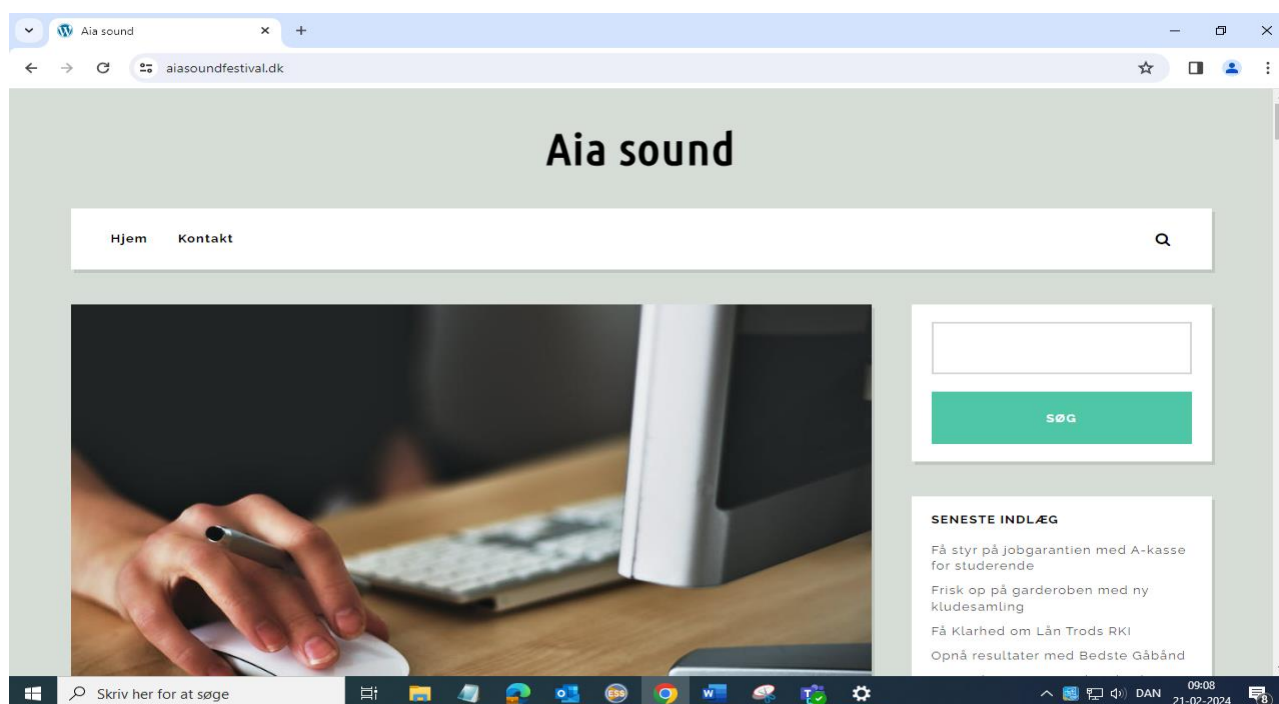 Aia sound
aiasoundfestival.dk
Aia sound
Hjem Kontakt
SØG
SENESTE INDLÆG
Få styr på jobgarantien med A-kasse
for studerende
Frisk op på garderoben med ny
kludesamling
Få Klarhed om Lån Trods RKI
Opnå resultater med Bedste Gåbånd
Skriv her for at søge
ESS
DAN
09:08
21-02-2024
8